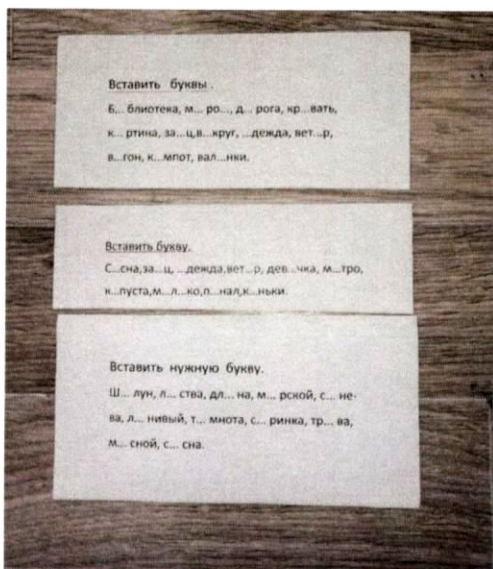 Вставить буквы .
Б... блиотека, м... ро..., д... рога, кр...вать,
к... ртина, за...ц,в...круг, ...дежда, вет...р,
в...гон, к...мпот, вал...нки.
Вставить букву.
С...сна,за...ц, ...дежда,вет...р, дев...чка, м...тро,
к...пуста,м...л...ко,п...нал,к...ньки.
Вставить нужную букву.
Ш... лун, л... ства, дл... на, м... рской, с... не-
ва, л... нивый, т... мнота, с... ринка, тр... ва,
м... сной, с... сна.